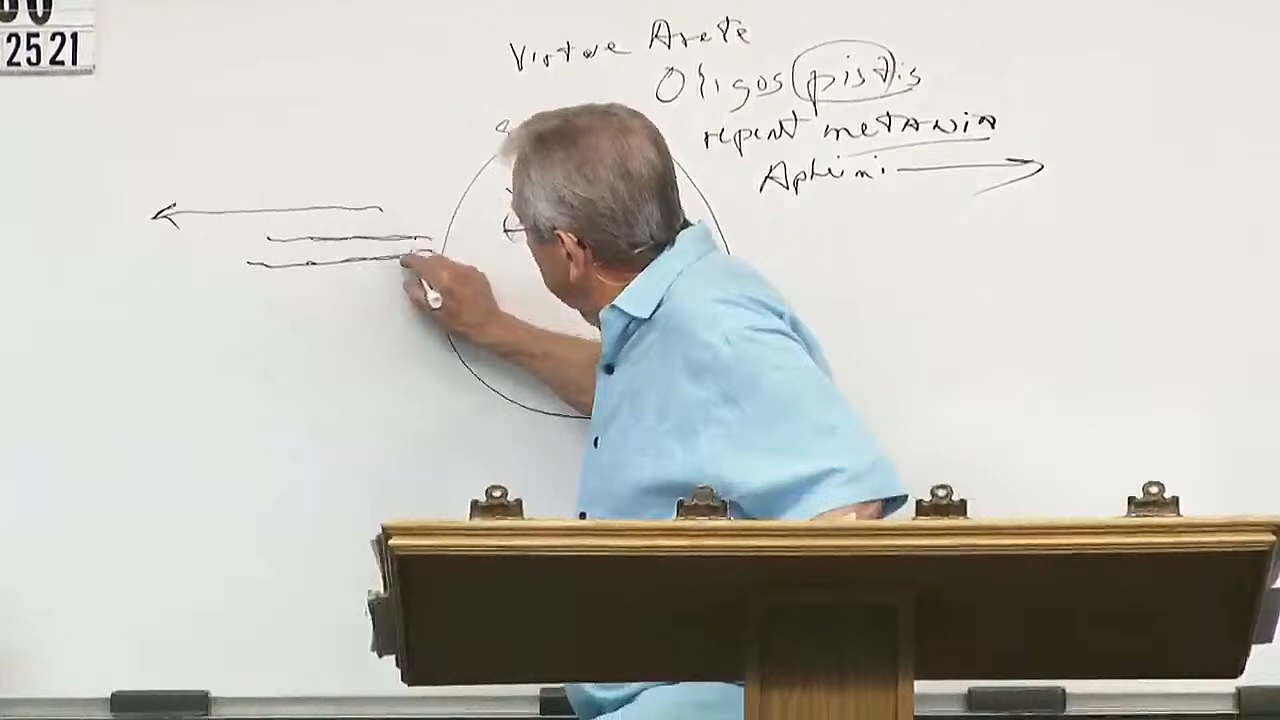 2521
Virtue Arete
Oligos pistis
repent metania
Aphimi